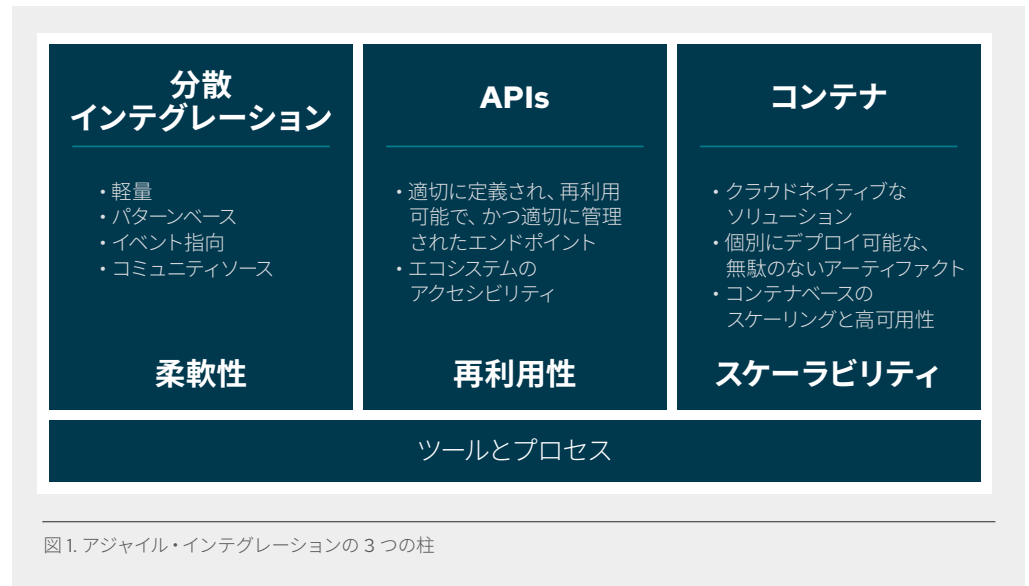 分散
インテグレーション
・軽量
・パターンベース
・イベント指向
・コミュニティソース
柔軟性
APIs
・適切に定義され、再利用
可能で、かつ適切に管理
されたエンドポイント
・エコシステムの
アクセシビリティ
再利用性
コンテナ
・クラウドネイティブな
ソリューション
・個別にデプロイ可能な、
無駄のないアーティファクト
・コンテナベースの
スケーリングと高可用性
スケーラビリティ
ツールとプロセス
図 1. アジャイル・インテグレーションの 3 つの柱